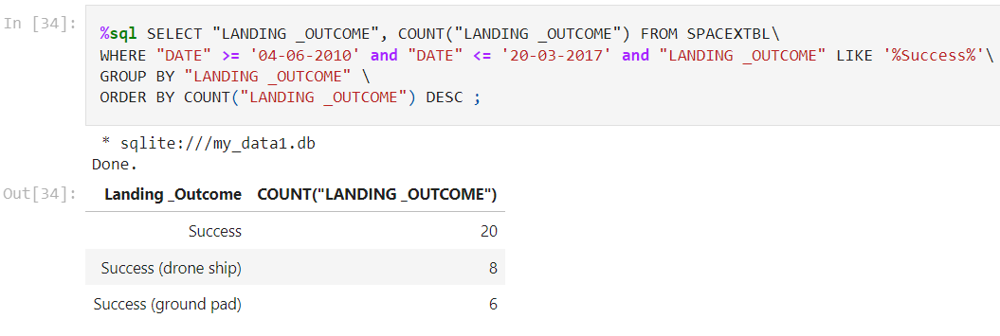 In [34]:
%sql SELECT "LANDING _OUTCOME", COUNT("LANDING _OUTCOME") FROM SPACEXTBL\
WHERE "DATE" >= '04-06-2010' and "DATE" <= '20-03-2017' and "LANDING _OUTCOME" LIKE '%Success%'\
GROUP BY "LANDING _OUTCOME" \
ORDER BY COUNT("LANDING _OUTCOME") DESC ;
* sqlite:///my_data1.db
Done.
Out[34]:
Landing _Outcome COUNT("LANDING _OUTCOME")
Success 20
Success (drone ship) 8
Success (ground pad) 6